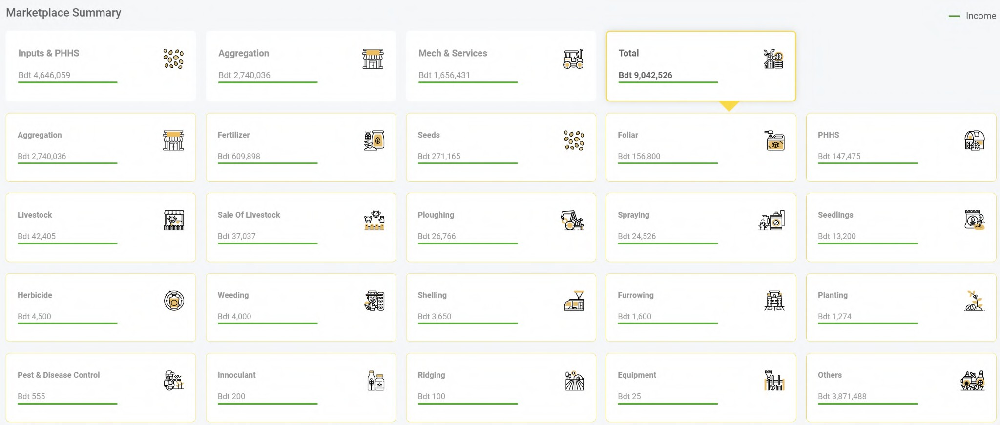 Marketplace Summary
Income
Inputs & PHHS
Bdt 4,646,059
Aggregation
Bdt 2,740,036
Mech & Services
Bdt 1,656,431
Total
Bdt 9,042,526
Aggregation
Bdt 2,740,036
Fertilizer
Bdt 609,898
Seeds
Bdt 271,165
Foliar
Bdt 156,800
PHHS
Bdt 147,475
Livestock
Bdt 42,405
Sale Of Livestock
Bdt 37,037
Ploughing
Bdt 26,766
Spraying
Bdt 24,526
Seedlings
Bdt 13,200
Herbicide
Bdt 4,500
Weeding
Bdt 4,000
Shelling
Bdt 3,650
Furrowing
Bdt 1,600
Planting
Bdt 1,274
Pest & Disease Control
Bdt 555
Innoculant
Bdt 200
Ridging
Bdt 100
Equipment
Bdt 25
Others
Bdt 3,871,488